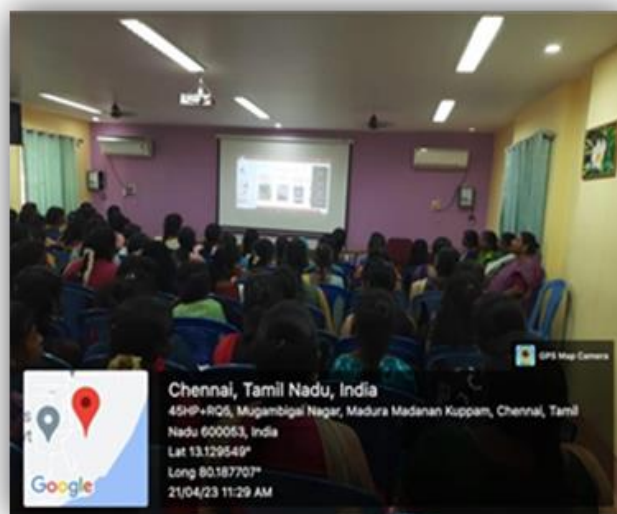 GPS Map Camera
Chennai, Tamil Nadu, India
45HP+RQ5, Mugambigai Nagar, Madura Madanan Kuppam, Chennai, Tamil
Nadu 600053, India
Lat 13.129549°
Long 80.187707°
21/04/23 11:29 AM
Google